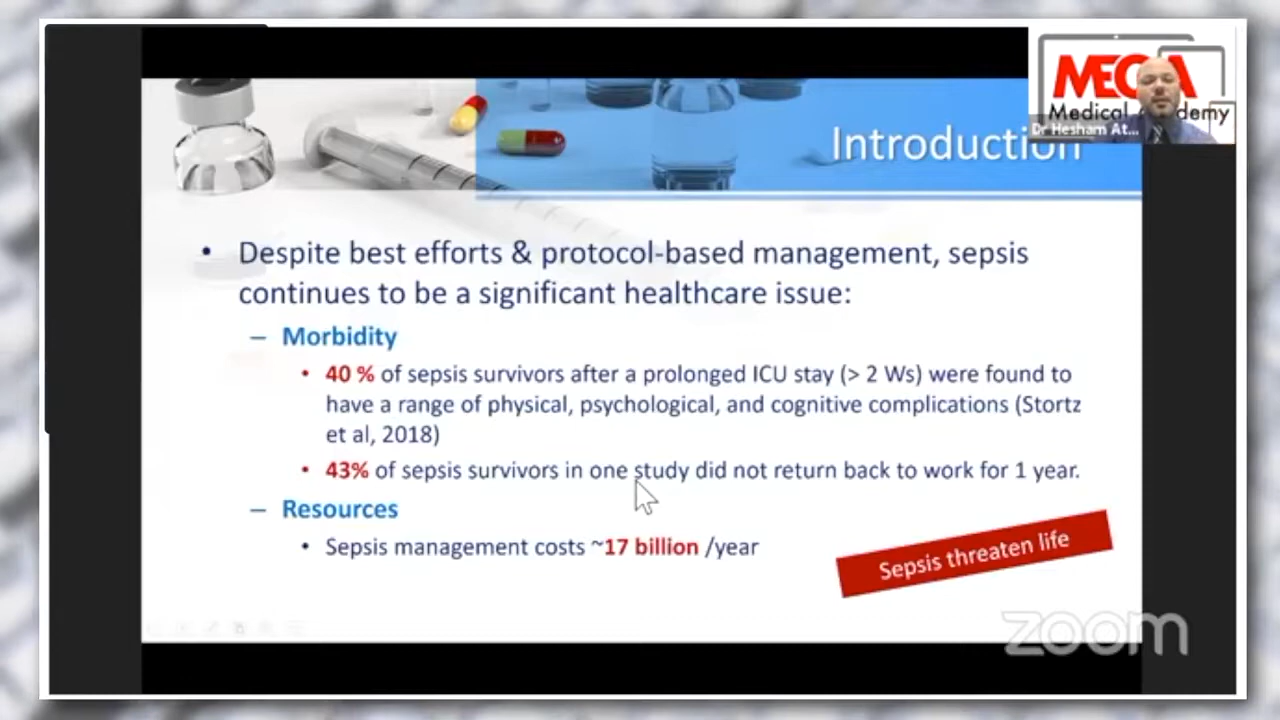 MEGA
Medical Academy
Dr Hesham At...
Introduction
• Despite best efforts & protocol-based management, sepsis
continues to be a significant healthcare issue:
– Morbidity
• 40 % of sepsis survivors after a prolonged ICU stay (> 2 Ws) were found to
have a range of physical, psychological, and cognitive complications (Stortz
et al, 2018)
• 43% of sepsis survivors in one study did not return back to work for 1 year.
– Resources
• Sepsis management costs ~17 billion /year
Sepsis threaten life
zoom